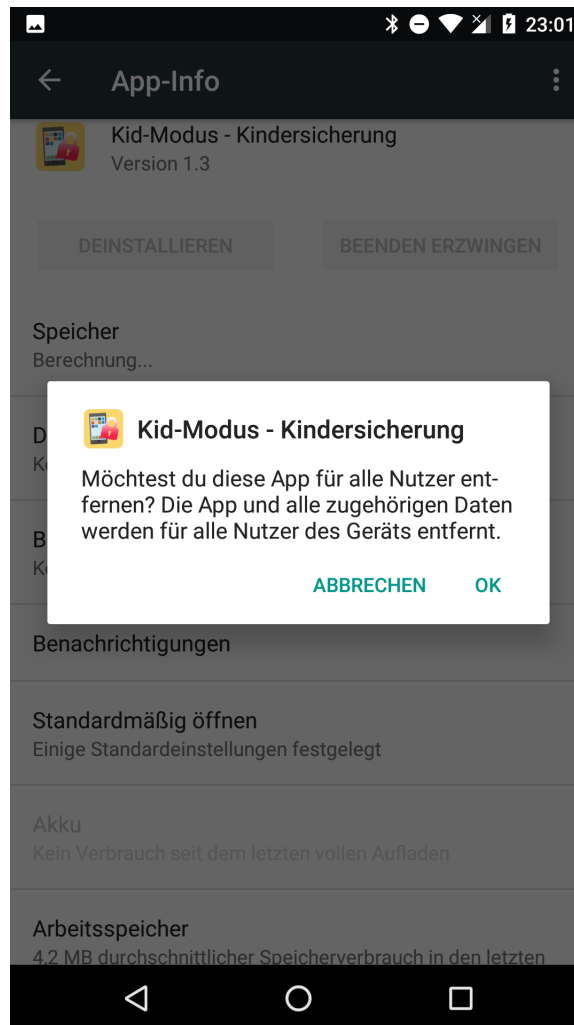 23:01
App-Info
Kid-Modus - Kindersicherung
Version 1.3
DEINSTALLIEREN
BEENDEN ERZWINGEN
Speicher
Berechnung...
D
Ke
Kid-Modus - Kindersicherung
Möchtest du diese App für alle Nutzer ent-
fernen? Die App und alle zugehörigen Daten
werden für alle Nutzer des Geräts entfernt.
ABBRECHEN
OK
B
Ke
Benachrichtigungen
Standardmäßig öffnen
Einige Standardeinstellungen festgelegt
Akku
Kein Verbrauch seit dem letzten vollen Aufladen
Arbeitsspeicher
4,2 MB durchschnittlicher Speicherverbrauch in den letzten